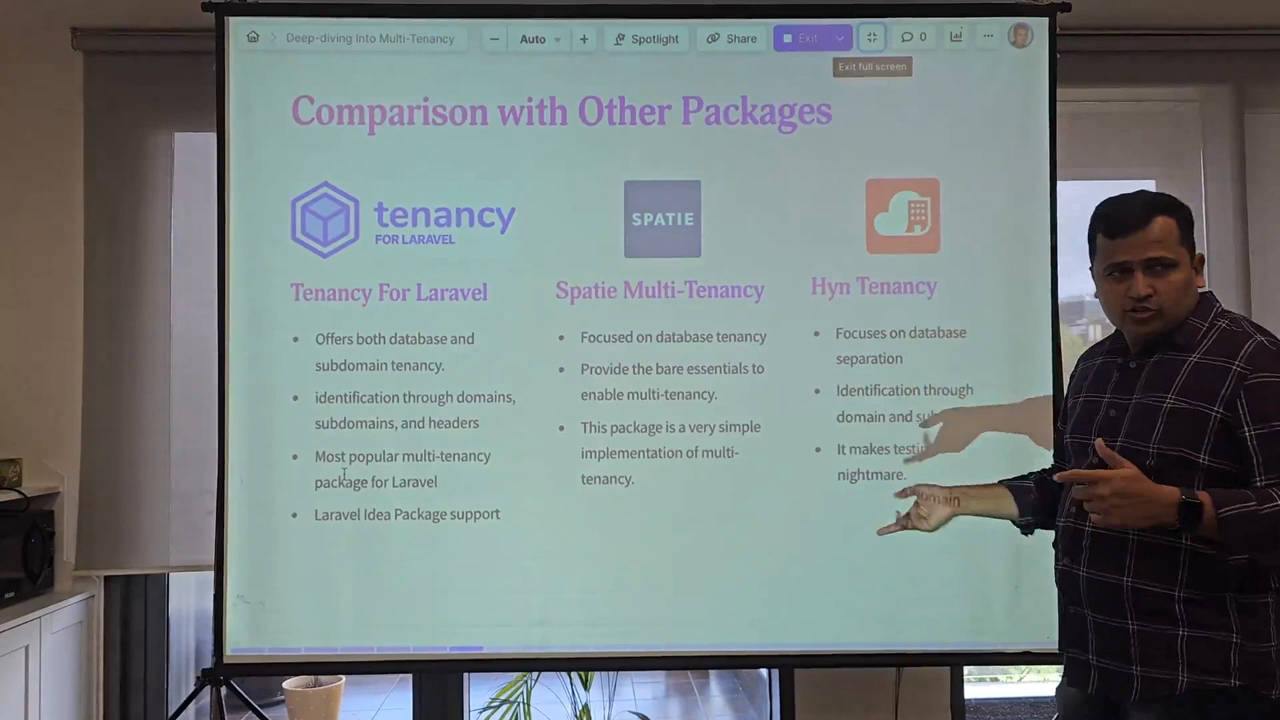 Deep-diving Into Multi-Tenancy
Auto
Spotlight
Share
Exit
0
Exit full screen
Comparison with Other Packages
tenancy
FOR LARAVEL
SPATIE
Tenancy For Laravel
Offers both database and
subdomain tenancy.
identification through domains,
subdomains, and headers
Most popular multi-tenancy
package for Laravel
Laravel Idea Package support
Spatie Multi-Tenancy
Focused on database tenancy
Provide the bare essentials to
enable multi-tenancy.
This package is a very simple
implementation of multi-
tenancy.
Hyn Tenancy
Focuses on database
separation
Identification through
domain and
It makes
nightmare.